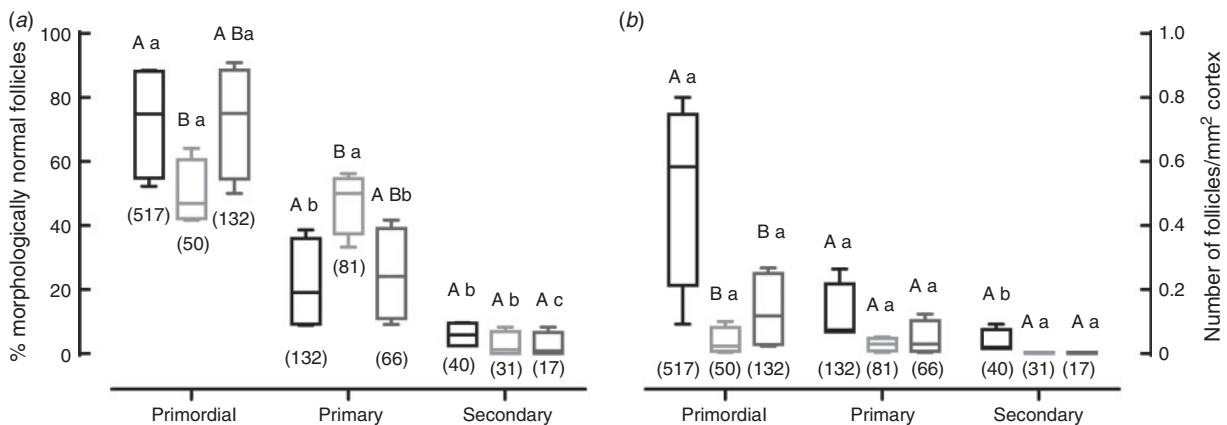 (a)
% morphologically normal follicles
100
80
60
40
20
0
A a
B a
A Ba
(517)
(50)
(132)
A b
B a
A Bb
(132)
(81)
(66)
A b
A b
A c
(40)
(31)
(17)
Primordial
Primary
Secondary
(b)
A a
B a
B a
(517)
(50)
(132)
A a
A a
A a
(132)
(81)
(66)
A b
A a
A a
(40)
(31)
(17)
Primordial
Primary
Secondary
1.0
0.8
0.6
0.4
0.2
0
Number of follicles/mm² cortex